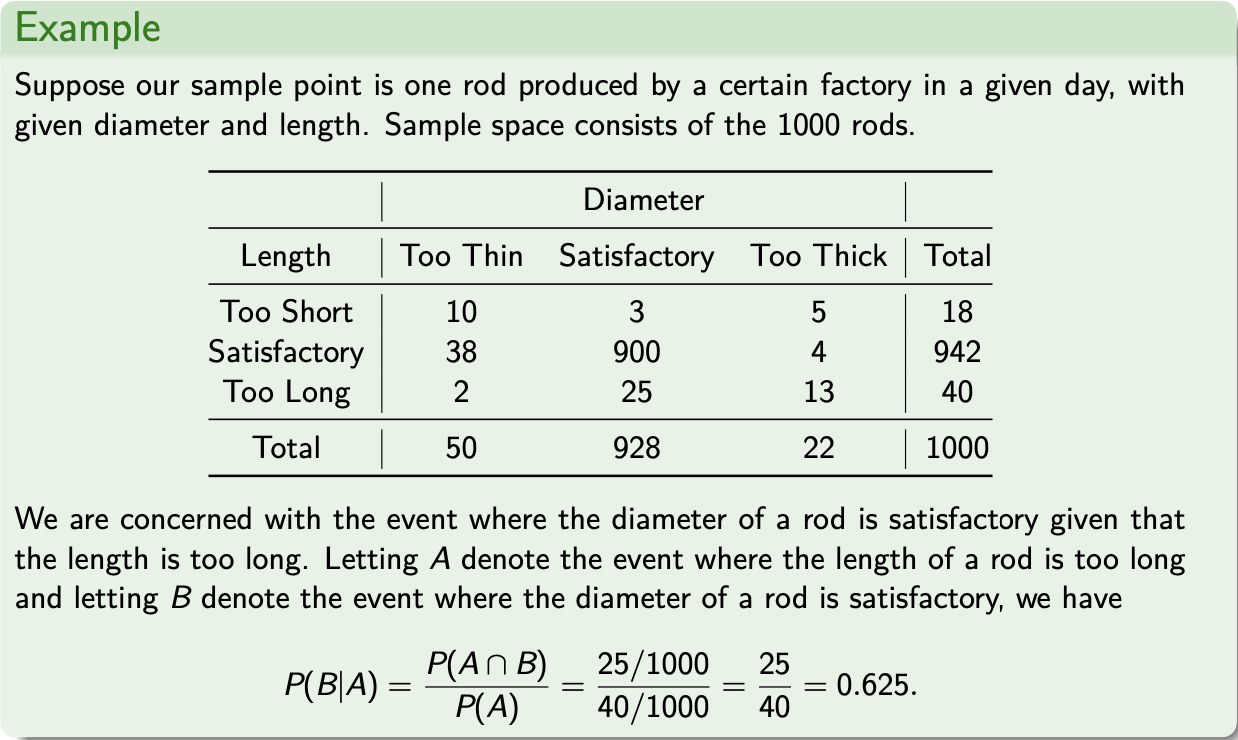 Example
Suppose our sample point is one rod produced by a certain factory in a given day, with
given diameter and length. Sample space consists of the 1000 rods.
Diameter
Length Too Thin Satisfactory Too Thick Total
Too Short 10 3 5 18
Satisfactory 38 900 4 942
Too Long 2 25 13 40
Total 50 928 22 1000
We are concerned with the event where the diameter of a rod is satisfactory given that
the length is too long. Letting A denote the event where the length of a rod is too long
and letting B denote the event where the diameter of a rod is satisfactory, we have
P(B|A) = P(A ∩ B) / P(A) = 25/1000 / 40/1000 = 25 / 40 = 0.625.